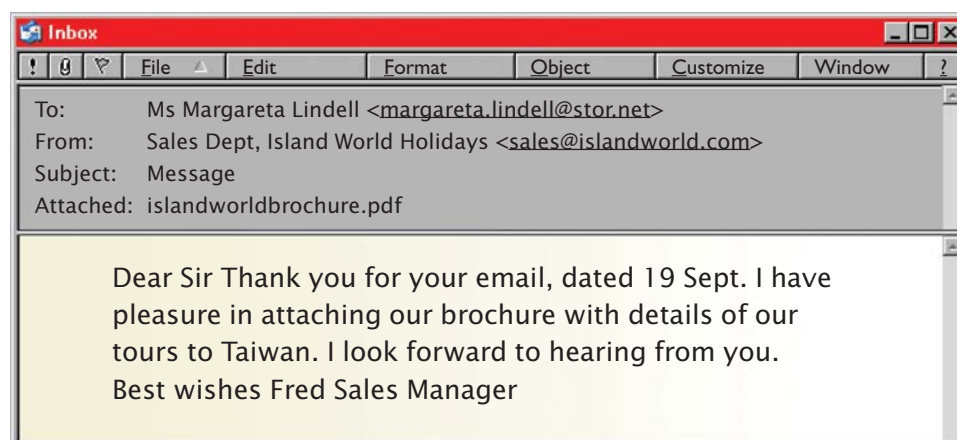 Inbox
! File Edit Format Object Customize Window ?
To: Ms Margareta Lindell <margareta.lindell@stor.net>
From: Sales Dept, Island World Holidays <sales@islandworld.com>
Subject: Message
Attached: islandworldbrochure.pdf
Dear Sir Thank you for your email, dated 19 Sept. I have
pleasure in attaching our brochure with details of our
tours to Taiwan. I look forward to hearing from you.
Best wishes Fred Sales Manager